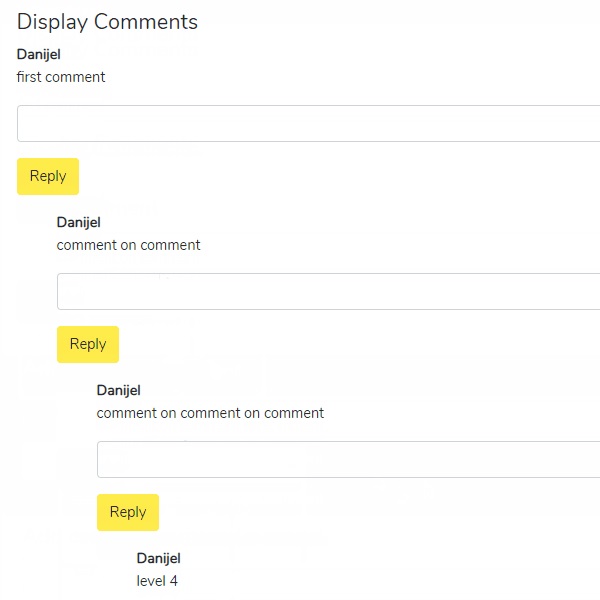 Display Comments
Danijel
first comment
Reply
Danijel
comment on comment
Reply
Danijel
comment on comment on comment
Reply
Danijel
level 4